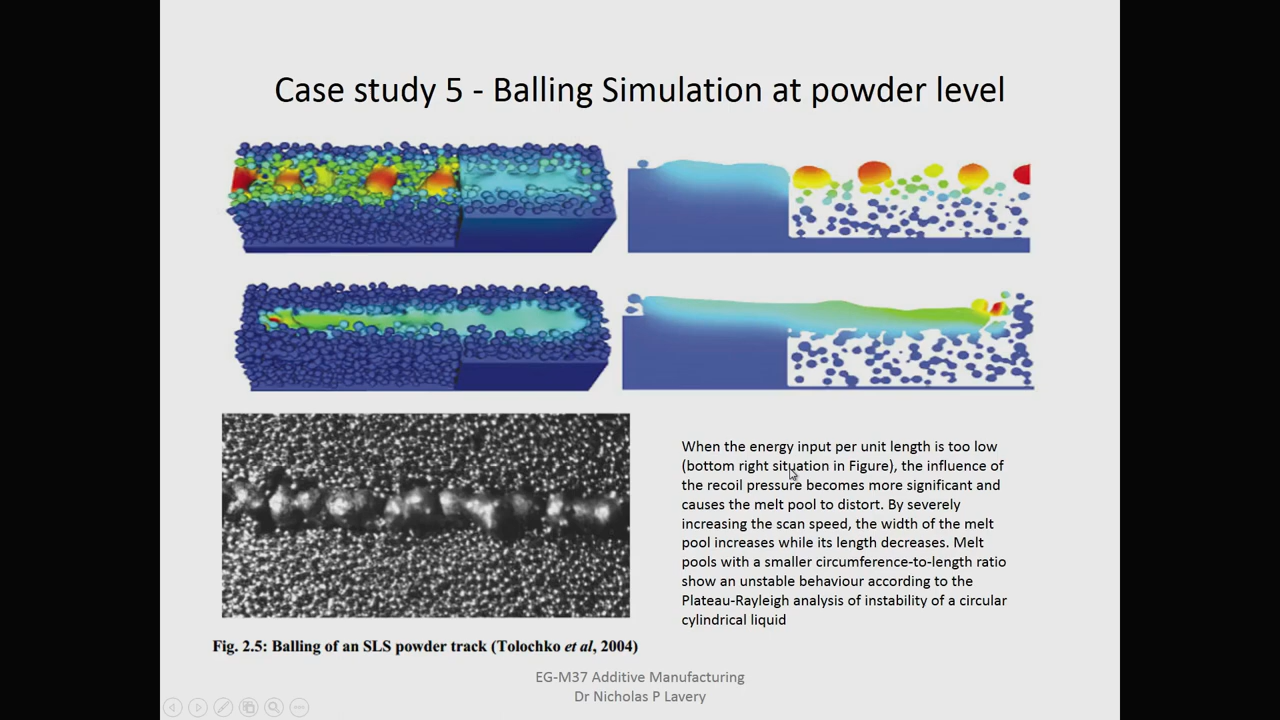 Case study 5 - Balling Simulation at powder level
When the energy input per unit length is too low
(bottom right situation in Figure), the influence of
the recoil pressure becomes more significant and
causes the melt pool to distort. By severely
increasing the scan speed, the width of the melt
pool increases while its length decreases. Melt
pools with a smaller circumference-to-length ratio
show an unstable behaviour according to the
Plateau-Rayleigh analysis of instability of a circular
cylindrical liquid
Fig. 2.5: Balling of an SLS powder track (Tolochko et al, 2004)
EG-M37 Additive Manufacturing
Dr Nicholas P Lavery